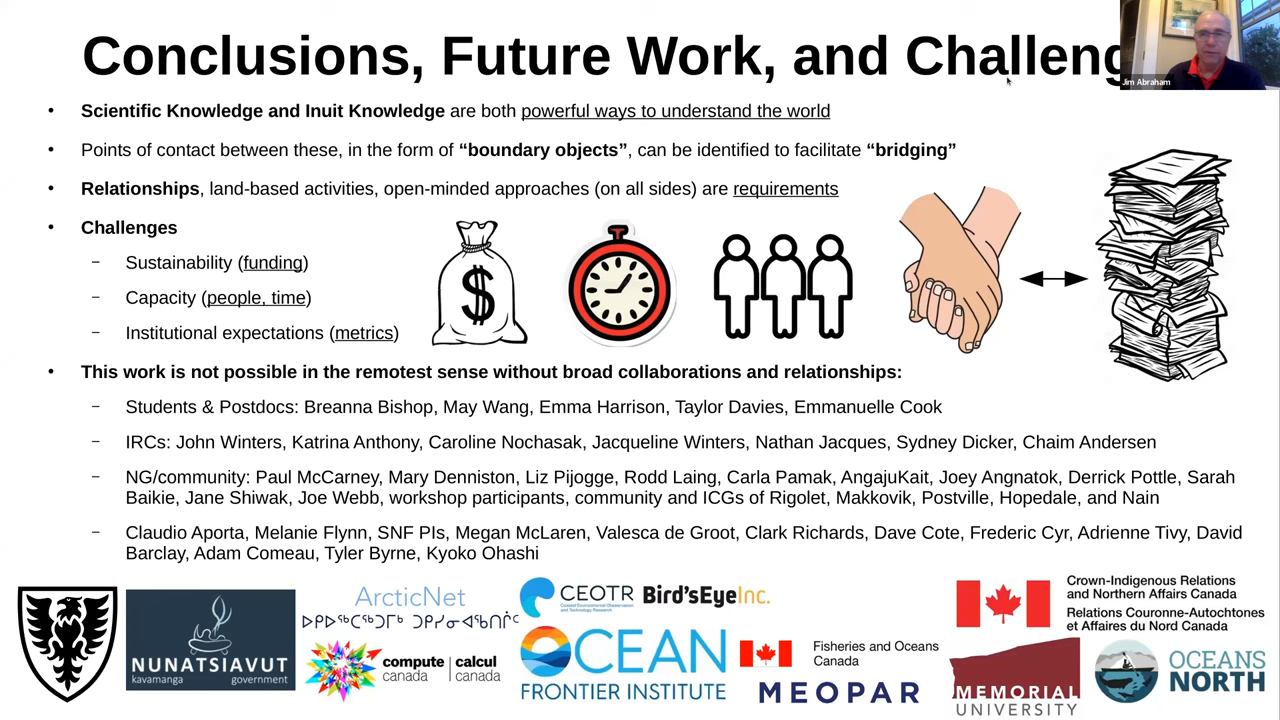 Conclusions, Future Work, and Challeng
Jim Abraham
• Scientific Knowledge and Inuit Knowledge are both powerful ways to understand the world
• Points of contact between these, in the form of “boundary objects”, can be identified to facilitate “bridging”
• Relationships, land-based activities, open-minded approaches (on all sides) are requirements
• Challenges
– Sustainability (funding)
– Capacity (people, time)
– Institutional expectations (metrics)
$
• This work is not possible in the remotest sense without broad collaborations and relationships:
– Students & Postdocs: Breanna Bishop, May Wang, Emma Harrison, Taylor Davies, Emmanuelle Cook
– IRCs: John Winters, Katrina Anthony, Caroline Nochasak, Jacqueline Winters, Nathan Jacques, Sydney Dicker, Chaim Andersen
– NG/community: Paul McCarney, Mary Denniston, Liz Pijogge, Rodd Laing, Carla Pamak, AngajuKait, Joey Angnatok, Derrick Pottle, Sarah
Baikie, Jane Shiwak, Joe Webb, workshop participants, community and ICGs of Rigolet, Makkovik, Postville, Hopedale, and Nain
– Claudio Aporta, Melanie Flynn, SNF PIs, Megan McLaren, Valesca de Groot, Clark Richards, Dave Cote, Frederic Cyr, Adrienne Tivy, David
Barclay, Adam Comeau, Tyler Byrne, Kyoko Ohashi
NUNATSIAVUT
kavamanga government
ArcticNet
ᐅᑭᐅᖅᑕᖅᑐᒥᒃ ᑐᑭᓯᓂᐊᖃᑎᒌᑦ
compute canada | calcul canada
CEOTR
Coastal Environmental Observation
and Technology Research
Bird’sEyeInc.
OCEAN
FRONTIER INSTITUTE
Fisheries and Oceans
Canada
MEOPAR
Crown-Indigenous Relations
and Northern Affairs Canada
Relations Couronne-Autochtones
et Affaires du Nord Canada
MEMORIAL
UNIVERSITY
OCEANS
NORTH